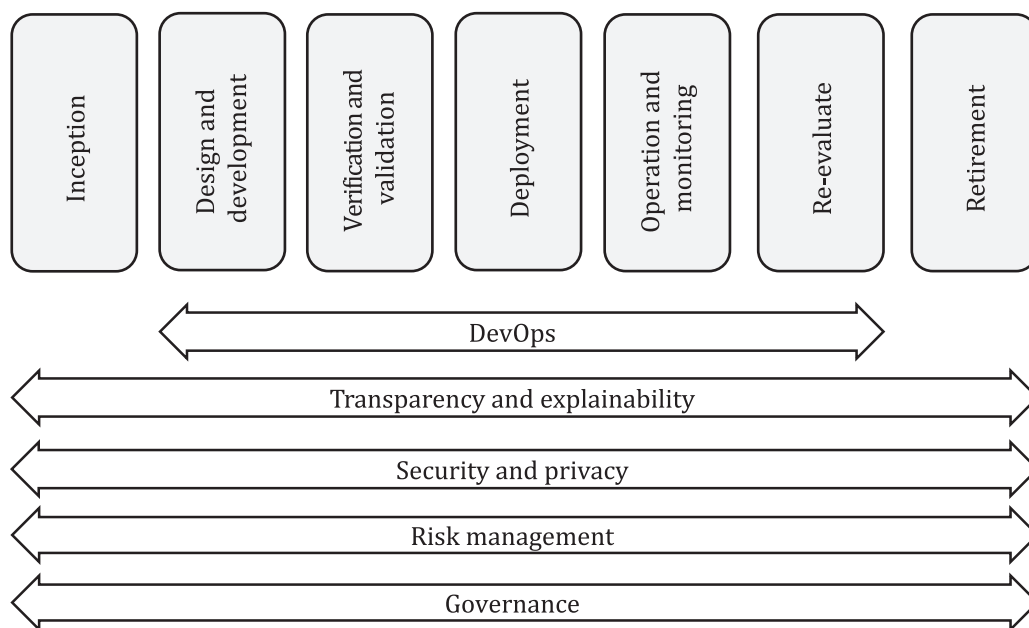 Inception
Design and
development
Verification and
validation
Deployment
Operation and
monitoring
Re-evaluate
Retirement
DevOps
Transparency and explainability
Security and privacy
Risk management
Governance